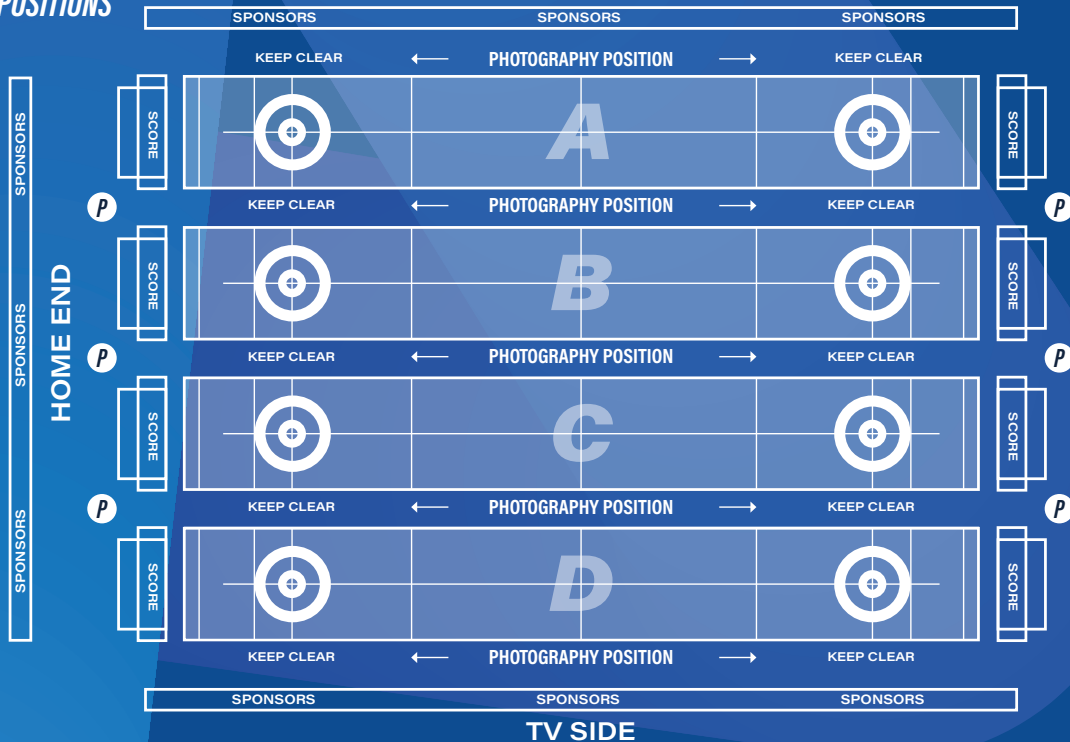 POSITIONS
SPONSORS SPONSORS SPONSORS
KEEP CLEAR PHOTOGRAPHY POSITION KEEP CLEAR
SPONSORS
SCORE
A
SCORE
P
KEEP CLEAR PHOTOGRAPHY POSITION KEEP CLEAR
P
SCORE
B
SCORE
HOME END
SPONSORS
P
KEEP CLEAR PHOTOGRAPHY POSITION KEEP CLEAR
P
SCORE
C
SCORE
P
KEEP CLEAR PHOTOGRAPHY POSITION KEEP CLEAR
P
SPONSORS
SCORE
D
SCORE
KEEP CLEAR PHOTOGRAPHY POSITION KEEP CLEAR
SPONSORS SPONSORS SPONSORS
TV SIDE